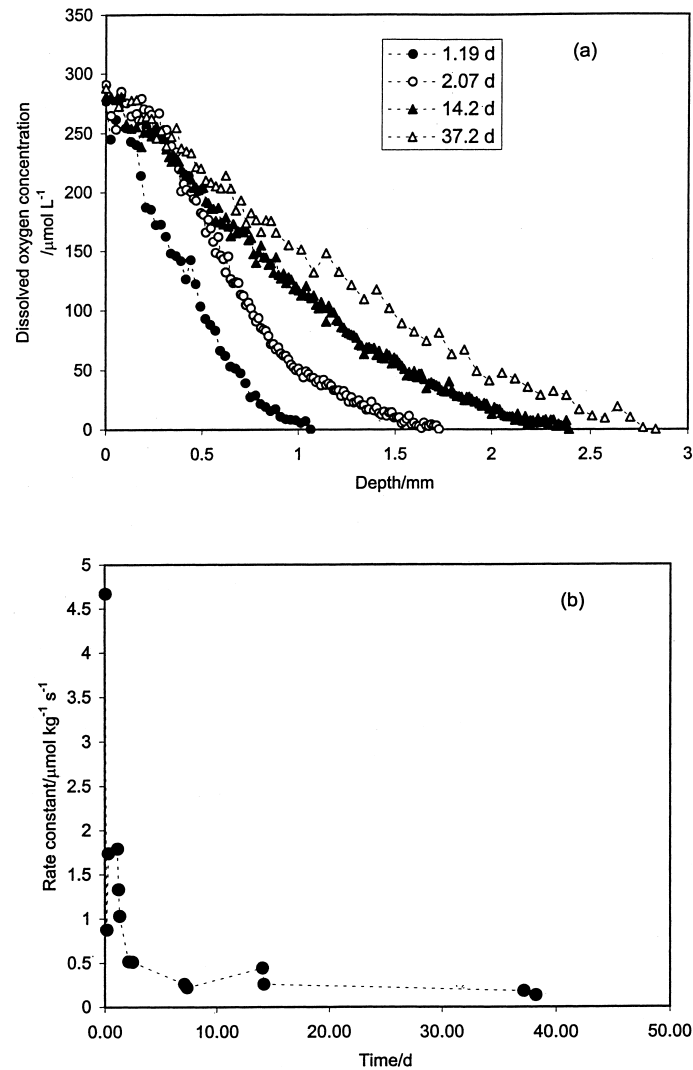 350
300
250
200
150
100
50
0
Dissolved oxygen concentration
/μmol L-1
(a)
1.19 d
2.07 d
14.2 d
37.2 d
0 0.5 1 1.5 2 2.5 3
Depth/mm
5
4.5
4
3.5
3
2.5
2
1.5
1
0.5
0
Rate constant/μmol kg-1 s-1
(b)
0.00 10.00 20.00 30.00 40.00 50.00
Time/d